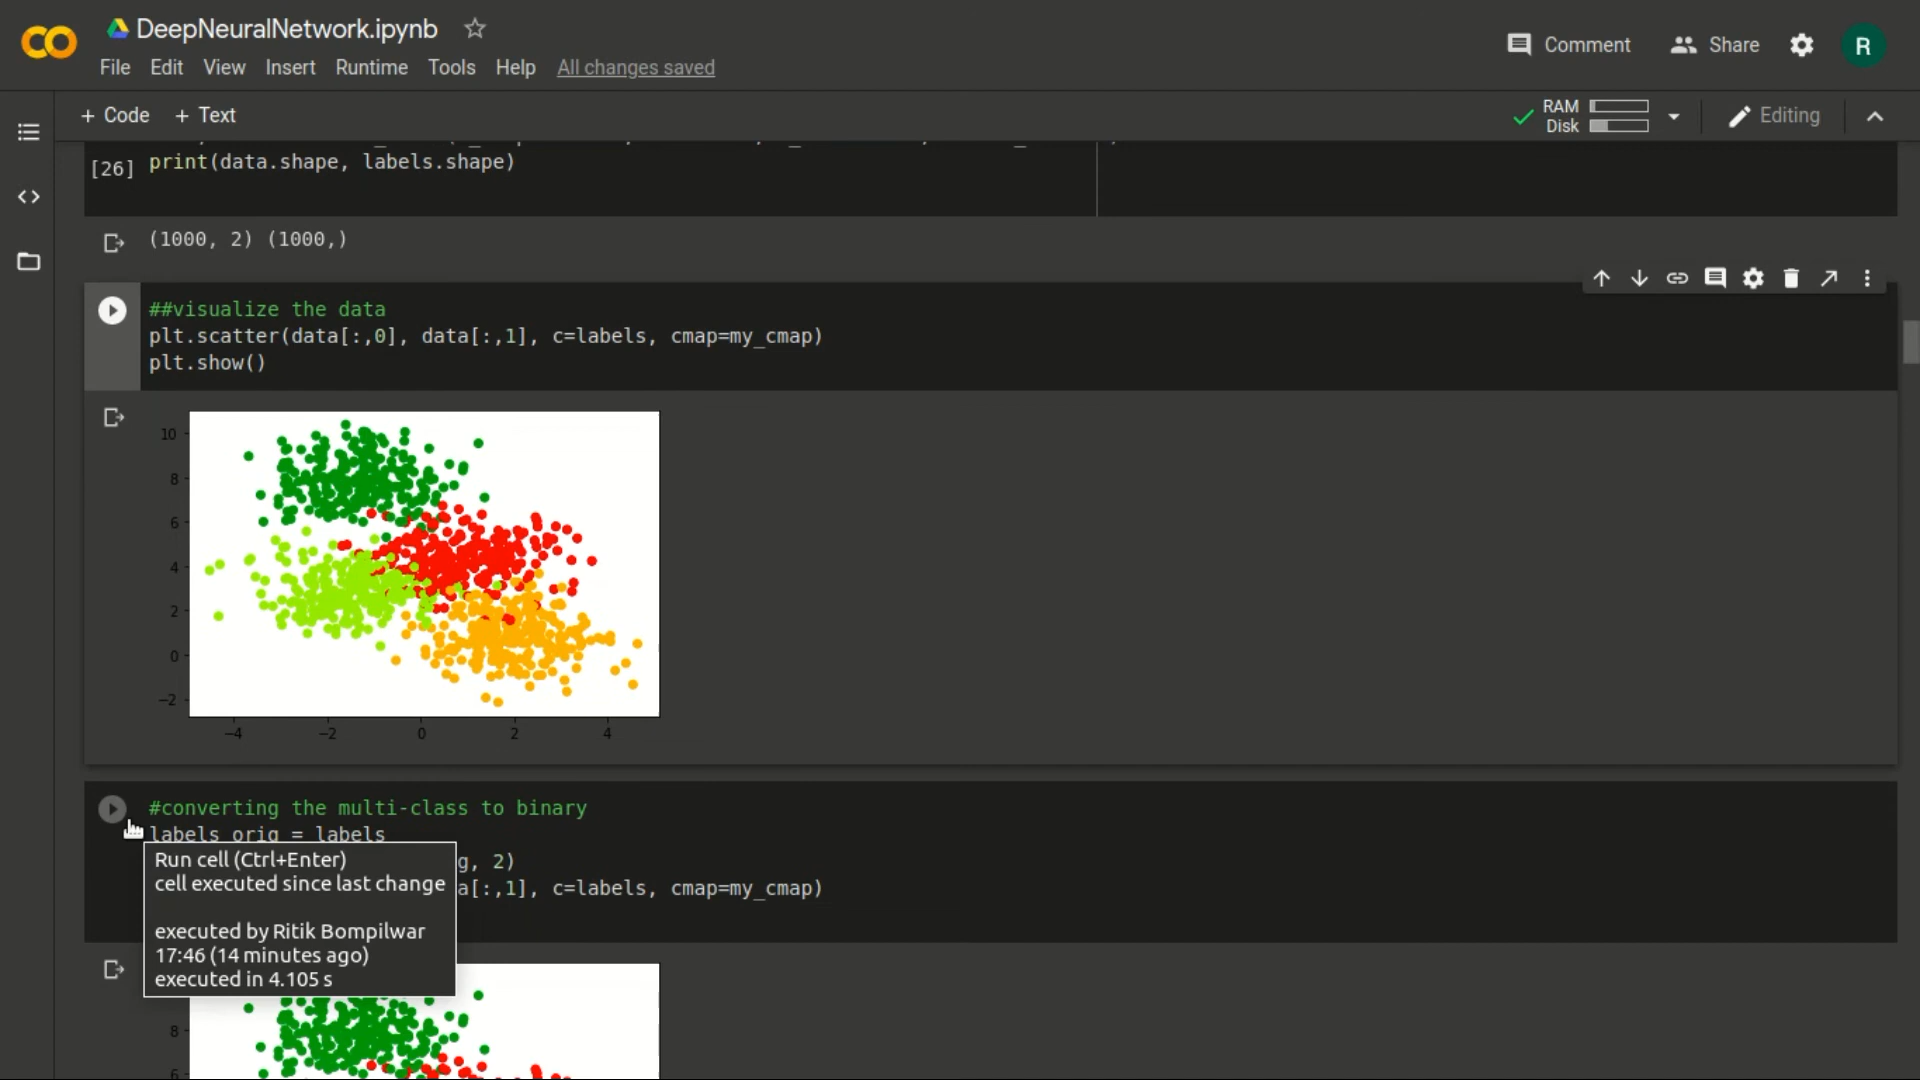 DeepNeuralNetwork.ipynb
Comment
Share
R
File Edit View Insert Runtime Tools Help All changes saved
+ Code + Text
RAM
Disk
Editing
[26] print(data.shape, labels.shape)
(1000, 2) (1000,)
##visualize the data
plt.scatter(data[:,0], data[:,1], c=labels, cmap=my_cmap)
plt.show()
10
8
6
4
2
0
−2
−4 −2 0 2 4
#converting the multi-class to binary
labels_orig = labels
g, 2)
a[:,1], c=labels, cmap=my_cmap)
Run cell (Ctrl+Enter)
cell executed since last change
executed by Ritik Bompilwar
17:46 (14 minutes ago)
executed in 4.105 s
8
6